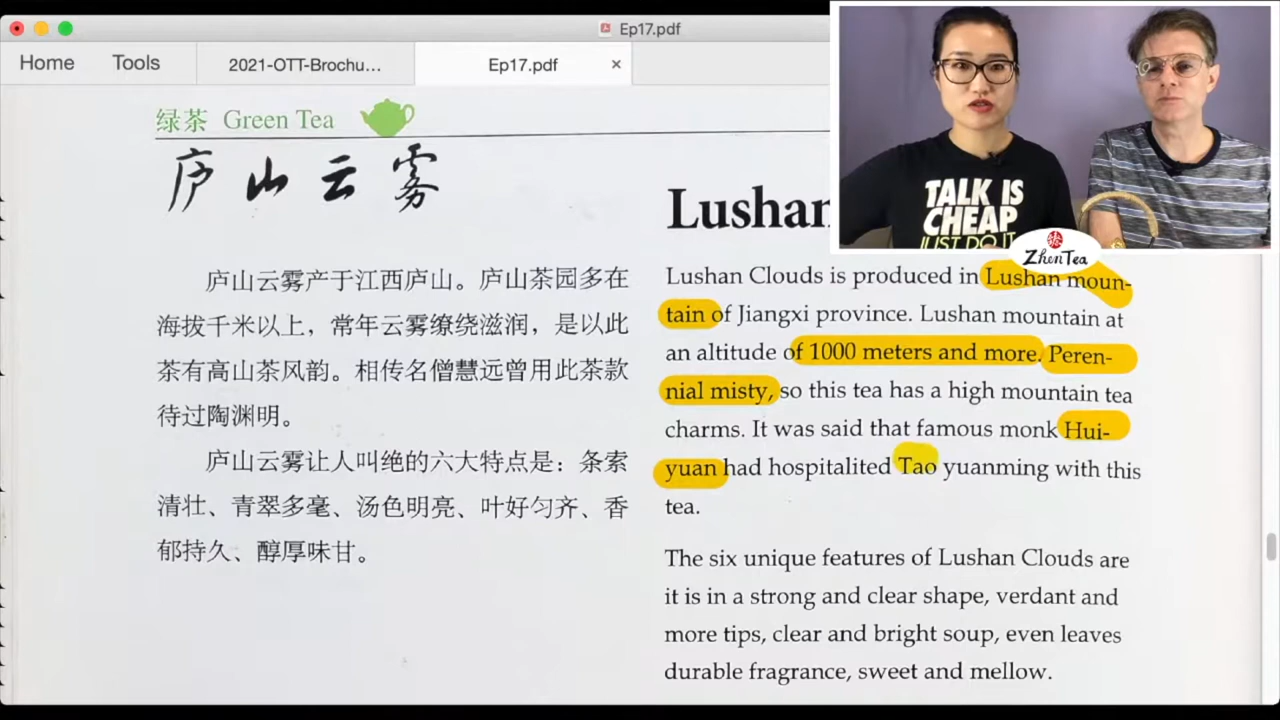 Ep17.pdf
Home
Tools
2021-OTT-Brochu...
Ep17.pdf
×
绿茶 Green Tea
庐山云雾
庐山云雾产于江西庐山。庐山茶园多在
海拔千米以上，常年云雾缭绕滋润，是以此
茶有高山茶风韵。相传名僧慧远曾用此茶款
待过陶渊明。
庐山云雾让人叫绝的六大特点是：条索
清壮、青翠多毫、汤色明亮、叶好匀齐、香
郁持久、醇厚味甘。
Lushan
Lushan Clouds is produced in Lushan moun-
tain of Jiangxi province. Lushan mountain at
an altitude of 1000 meters and more. Peren-
nial misty, so this tea has a high mountain tea
charms. It was said that famous monk Hui-
yuan had hospitalited Tao yuanming with this
tea.
The six unique features of Lushan Clouds are
it is in a strong and clear shape, verdant and
more tips, clear and bright soup, even leaves
durable fragrance, sweet and mellow.
TALK IS
CHEAP
JUST DO IT
ZhenTea